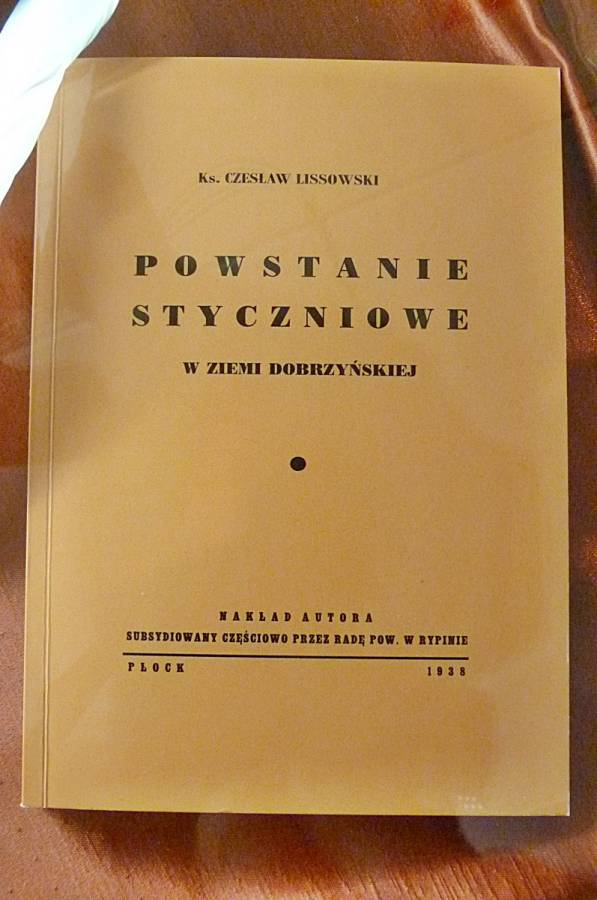 Ks. CZESŁAW LISSOWSKI
POWSTANIE
STYCZNIOWE
W ZIEMI DOBRZYŃSKIEJ
NAKŁAD AUTORA
SUBSYDIOWANY CZĘŚCIOWO PRZEZ RADĘ POW. W RYPINIE
PŁOCK 1938